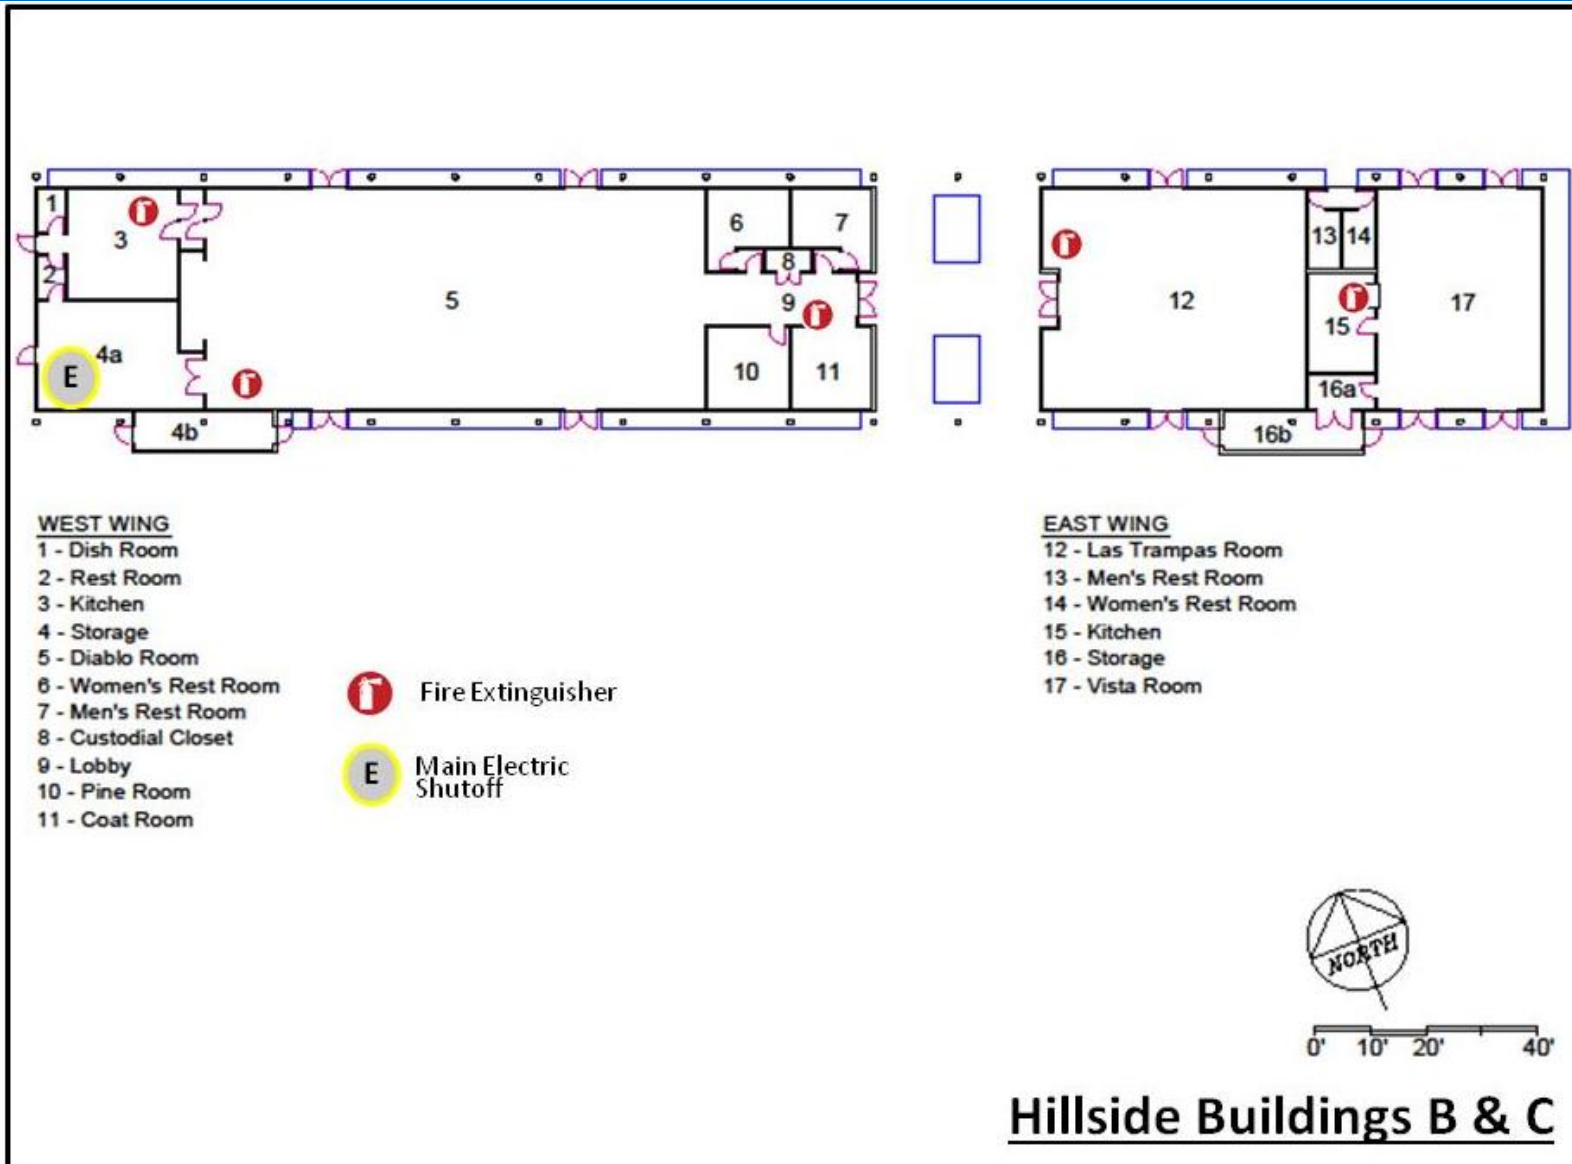 1
2
3
4a
E
4b
5
6
7
8
9
10
11
12
13
14
15
16a
16b
17
WEST WING
1 - Dish Room
2 - Rest Room
3 - Kitchen
4 - Storage
5 - Diablo Room
6 - Women's Rest Room
7 - Men's Rest Room
8 - Custodial Closet
9 - Lobby
10 - Pine Room
11 - Coat Room
Fire Extinguisher
E
Main Electric
Shutoff
EAST WING
12 - Las Trampas Room
13 - Men's Rest Room
14 - Women's Rest Room
15 - Kitchen
16 - Storage
17 - Vista Room
NORTH
0' 10' 20' 40'
Hillside Buildings B & C